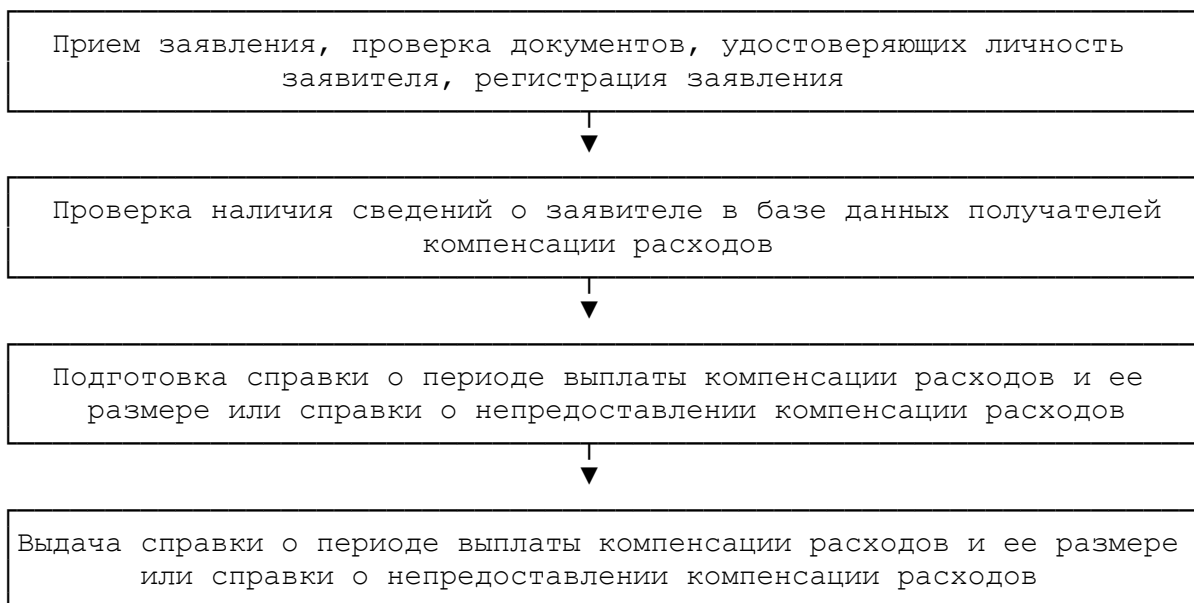 Прием заявления, проверка документов, удостоверяющих личность
заявителя, регистрация заявления
Проверка наличия сведений о заявителе в базе данных получателей
компенсации расходов
Подготовка справки о периоде выплаты компенсации расходов и ее
размере или справки о непредоставлении компенсации расходов
Выдача справки о периоде выплаты компенсации расходов и ее размере
или справки о непредоставлении компенсации расходов